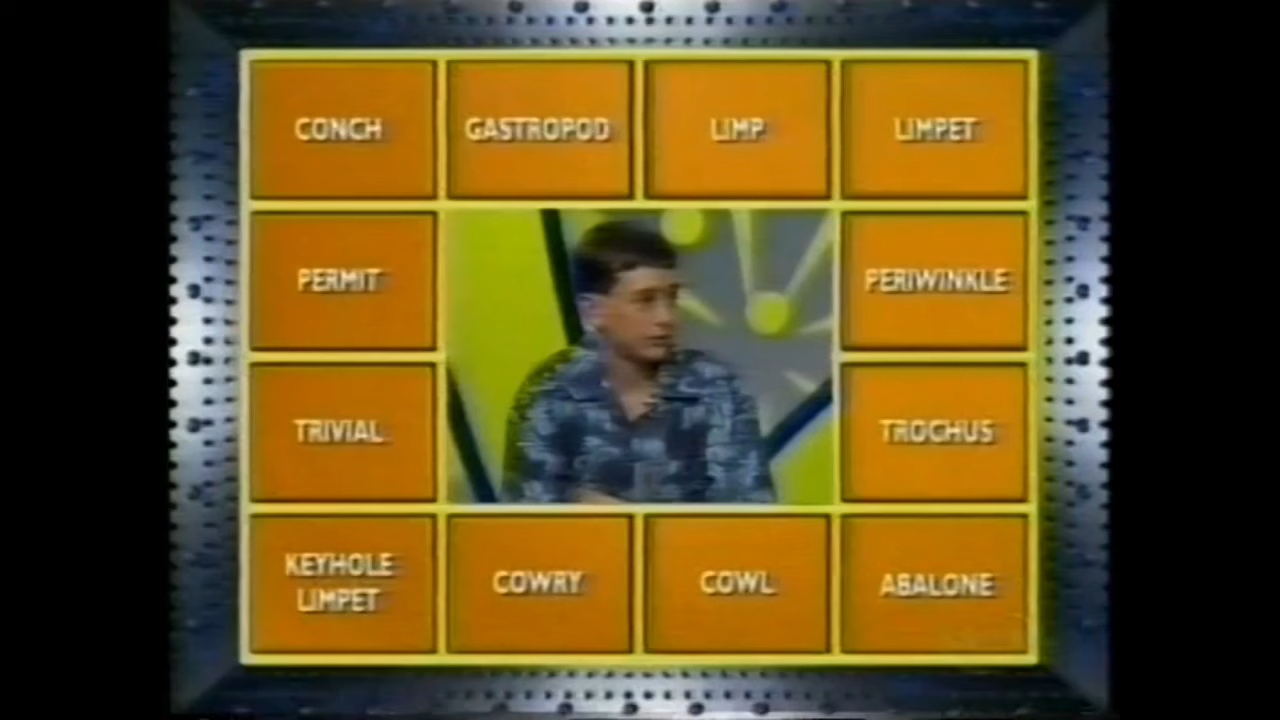 CONCH
GASTROPOD
LIMP
LIMPET
PERMIT
PERIWINKLE
TRIVIAL
TROCHUS
KEYHOLE
LIMPET
COWRY
COWL
ABALONE